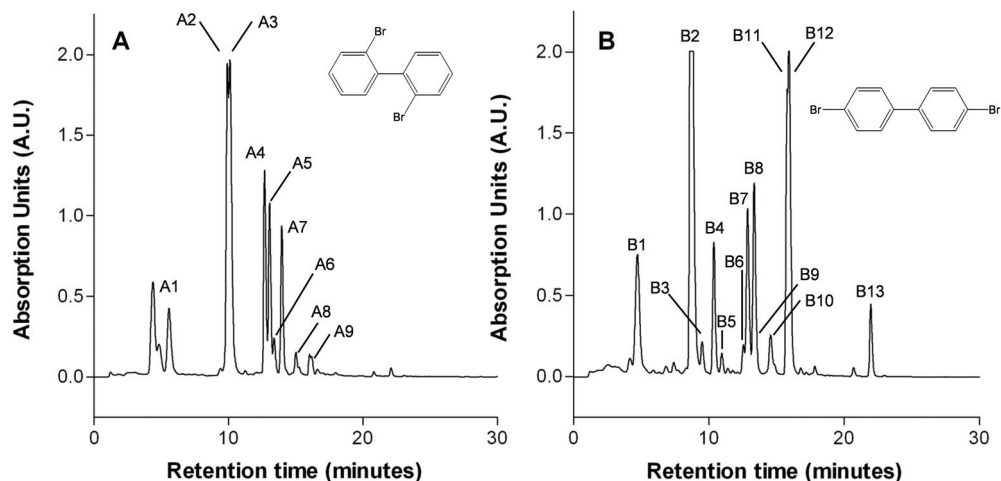 A
A2
A3
2.0
1.5
1.0
0.5
0.0
Absorption Units (A.U.)
Br
Br
A4
A5
A7
A6
A1
A8
A9
0
10
20
30
Retention time (minutes)
B
B2
B11
B12
2.0
1.5
1.0
0.5
0.0
Absorption Units (A.U.)
Br
Br
B8
B7
B4
B1
B6
B3
B5
B9
B10
B13
0
10
20
30
Retention time (minutes)